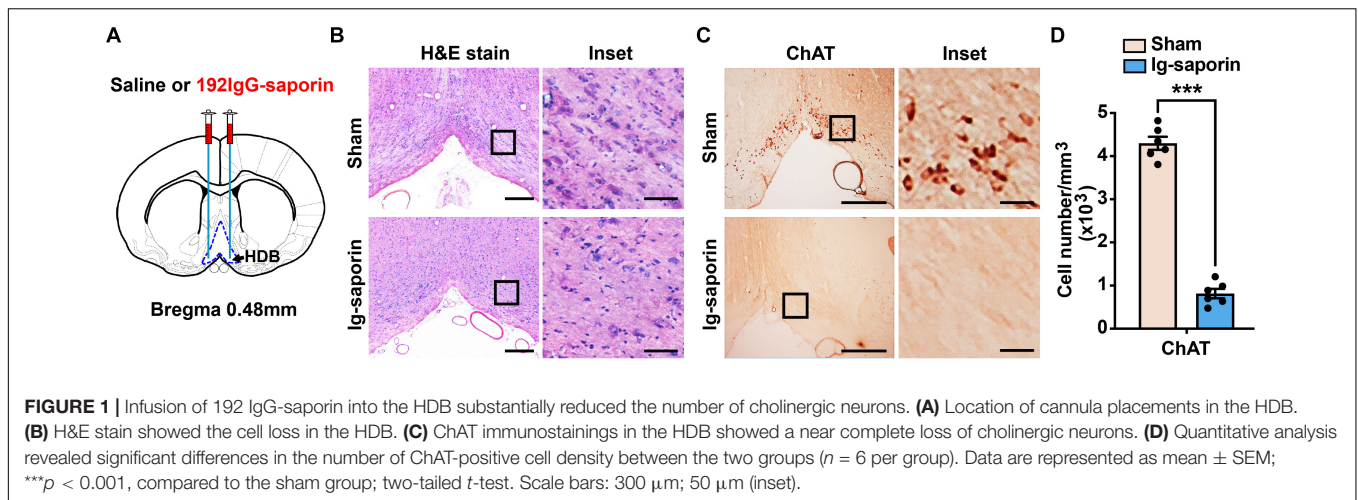 A
Saline or 192IgG-saporin
HDB
Bregma 0.48mm
B
H&E stain
Inset
Sham
Ig-saporin
C
ChAT
Inset
Sham
Ig-saporin
D
Sham
Ig-saporin
***
Cell number/mm3
(x103)
5
4
3
2
1
0
ChAT
FIGURE 1 | Infusion of 192 IgG-saporin into the HDB substantially reduced the number of cholinergic neurons. (A) Location of cannula placements in the HDB.
(B) H&E stain showed the cell loss in the HDB. (C) ChAT immunostainings in the HDB showed a near complete loss of cholinergic neurons. (D) Quantitative analysis
revealed significant differences in the number of ChAT-positive cell density between the two groups (n = 6 per group). Data are represented as mean ± SEM;
***p < 0.001, compared to the sham group; two-tailed t-test. Scale bars: 300 μm; 50 μm (inset).